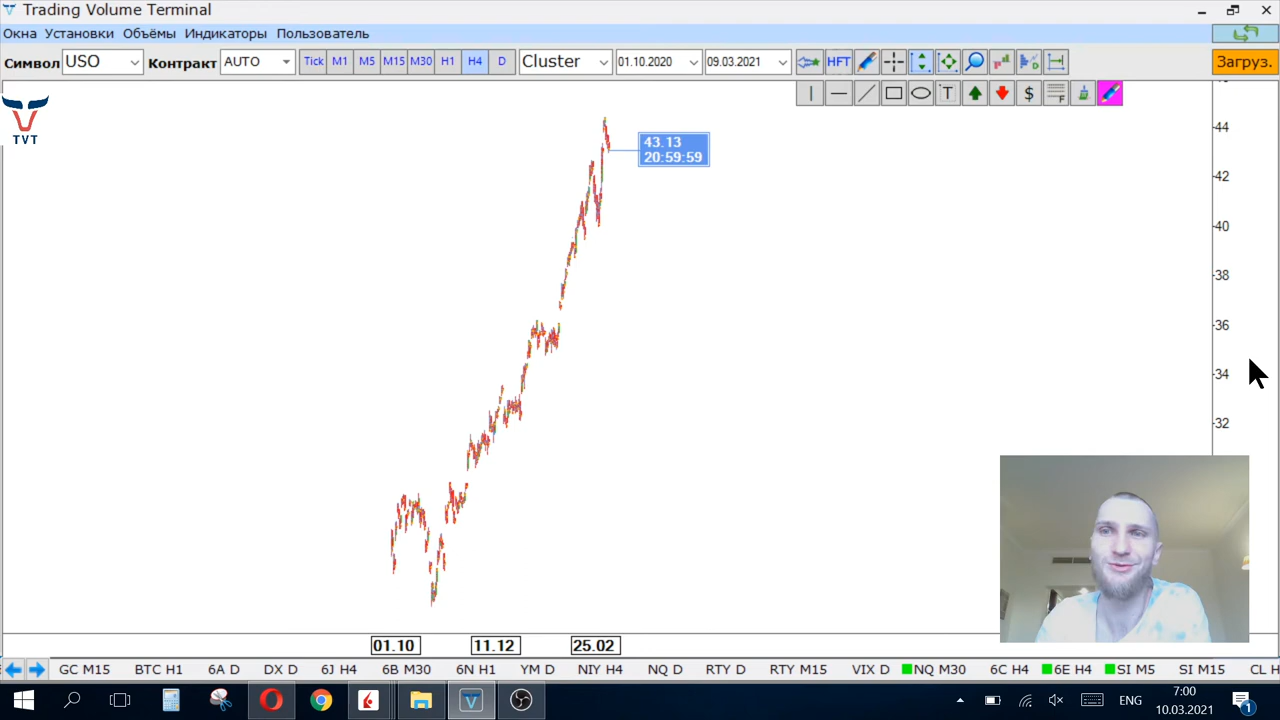 Trading Volume Terminal
Окна Установки Объёмы Индикаторы Пользователь
Символ USO Контракт AUTO Tick M1 M5 M15 M30 H1 H4 D Cluster 01.10.2020 09.03.2021 HFT Загруз.
T $ F
TVT
44
43.13
20:59:59
42
40
38
36
34
32
01.10 11.12 25.02
GC M15 BTC H1 6A D DX D 6J H4 6B M30 6N H1 YM D NIY H4 NQ D RTY D RTY M15 VIX D NQ M30 6C H4 6E H4 SI M5 SI M15 CL H
ENG 7:00
10.03.2021 1